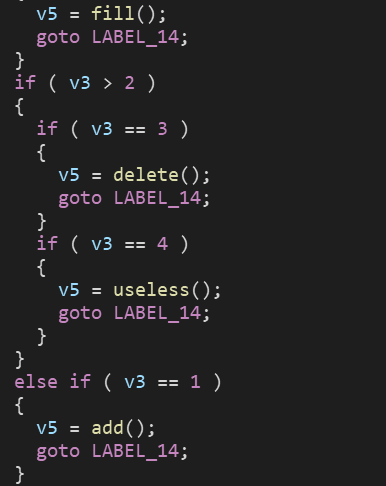 v5 = fill();
goto LABEL_14;
}
if ( v3 > 2 )
{
if ( v3 == 3 )
{
v5 = delete();
goto LABEL_14;
}
if ( v3 == 4 )
{
v5 = useless();
goto LABEL_14;
}
}
else if ( v3 == 1 )
{
v5 = add();
goto LABEL_14;
}